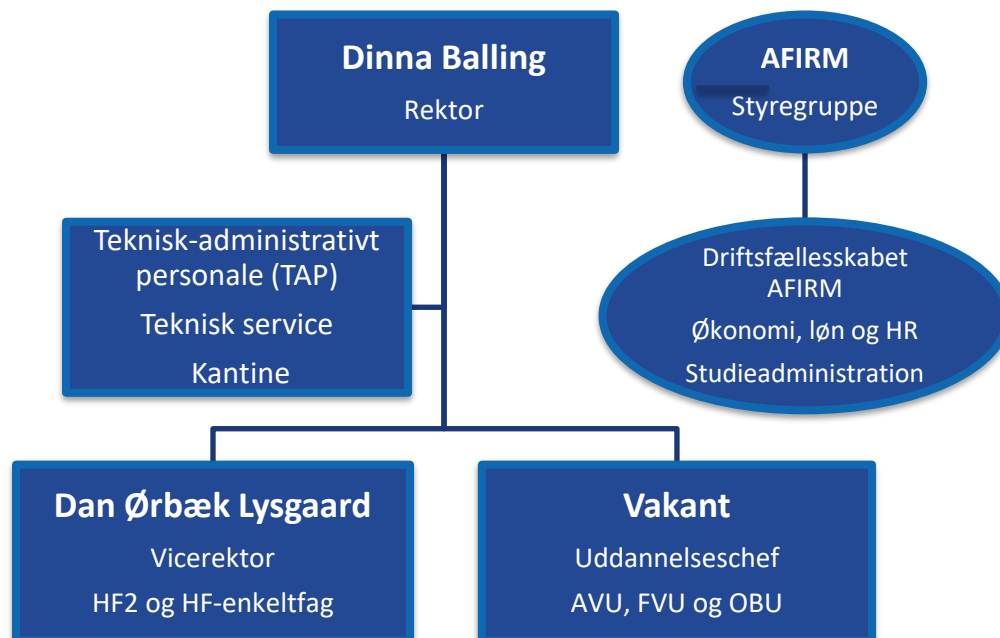 Dinna Balling
Rektor
AFIRM
Styregruppe
Teknisk-administrativt
personale (TAP)
Teknisk service
Kantine
Driftsfællesskabet
AFIRM
Økonomi, løn og HR
Studieadministration
Dan Ørbæk Lysgaard
Vicerektor
HF2 og HF-enkeltfag
Vakant
Uddannelseschef
AVU, FVU og OBU